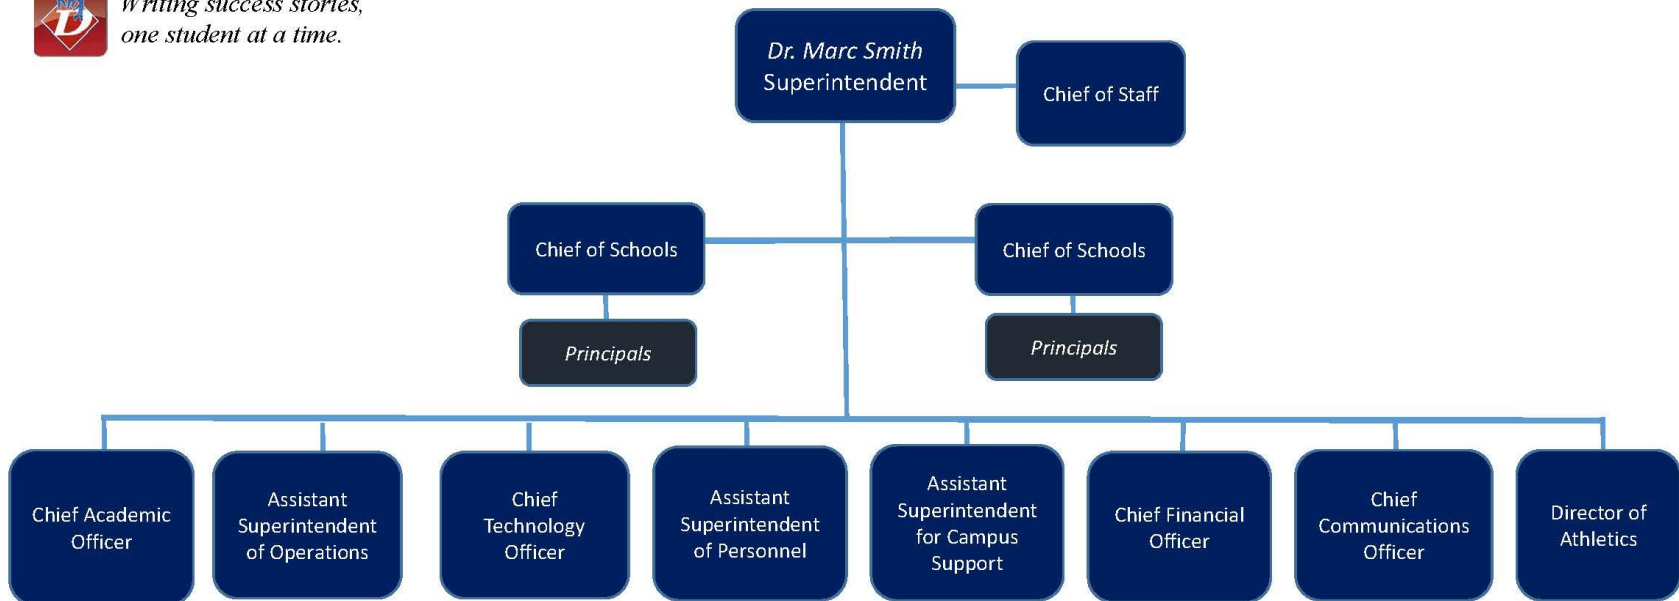 Writing success stories,
one student at a time.
D
Dr. Marc Smith
Superintendent
Chief of Staff
Chief of Schools
Chief of Schools
Principals
Principals
Chief Academic
Officer
Assistant
Superintendent
of Operations
Chief
Technology
Officer
Assistant
Superintendent
of Personnel
Assistant
Superintendent
for Campus
Support
Chief Financial
Officer
Chief
Communications
Officer
Director of
Athletics